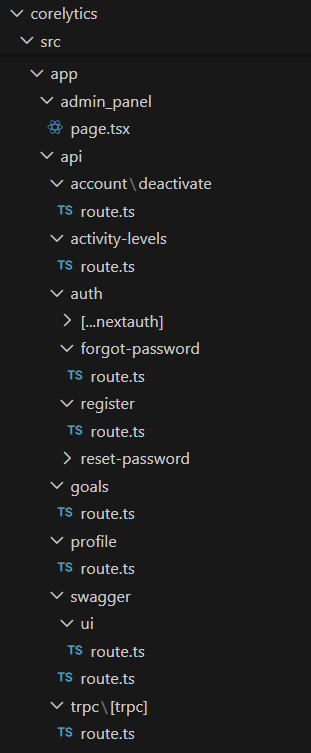 corelytics
src
app
admin_panel
page.tsx
api
account\deactivate
TS route.ts
activity-levels
TS route.ts
auth
[...nextauth]
forgot-password
TS route.ts
register
TS route.ts
reset-password
goals
TS route.ts
profile
TS route.ts
swagger
ui
TS route.ts
TS route.ts
trpc\[trpc]
TS route.ts